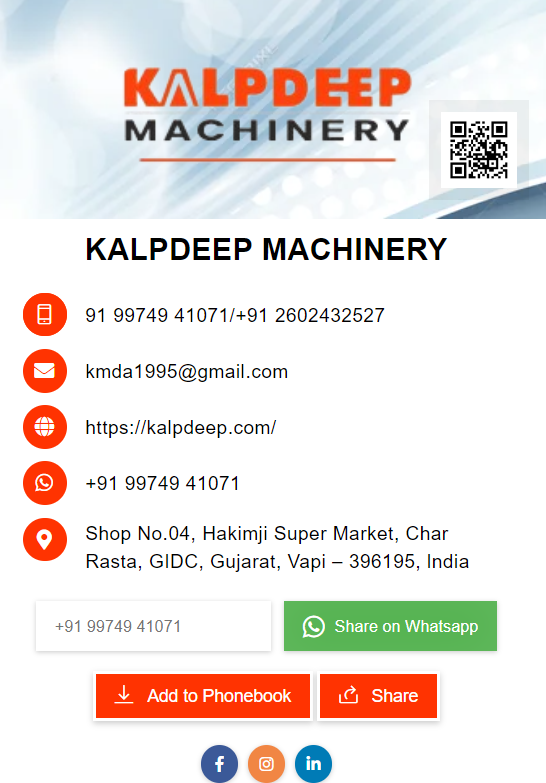 KALPDEEP
MACHINERY
KALPDEEP MACHINERY
91 99749 41071/+91 2602432527
kmda1995@gmail.com
https://kalpdeep.com/
+91 99749 41071
Shop No.04, Hakimji Super Market, Char
Rasta, GIDC, Gujarat, Vapi – 396195, India
+91 99749 41071
Share on Whatsapp
Add to Phonebook
Share
f
in